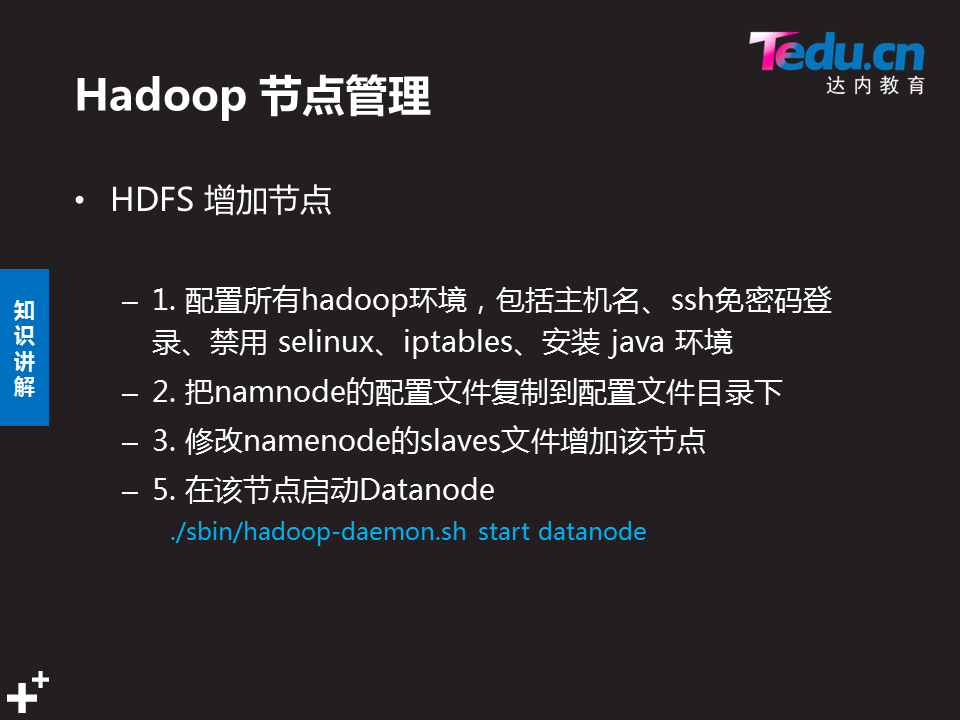 Tedu.cn
达内教育
Hadoop 节点管理
• HDFS 增加节点
知
识
讲
解
– 1. 配置所有hadoop环境，包括主机名、ssh免密码登
录、禁用 selinux、iptables、安装 java 环境
– 2. 把namnode的配置文件复制到配置文件目录下
– 3. 修改namenode的slaves文件增加该节点
– 5. 在该节点启动Datanode
./sbin/hadoop-daemon.sh start datanode